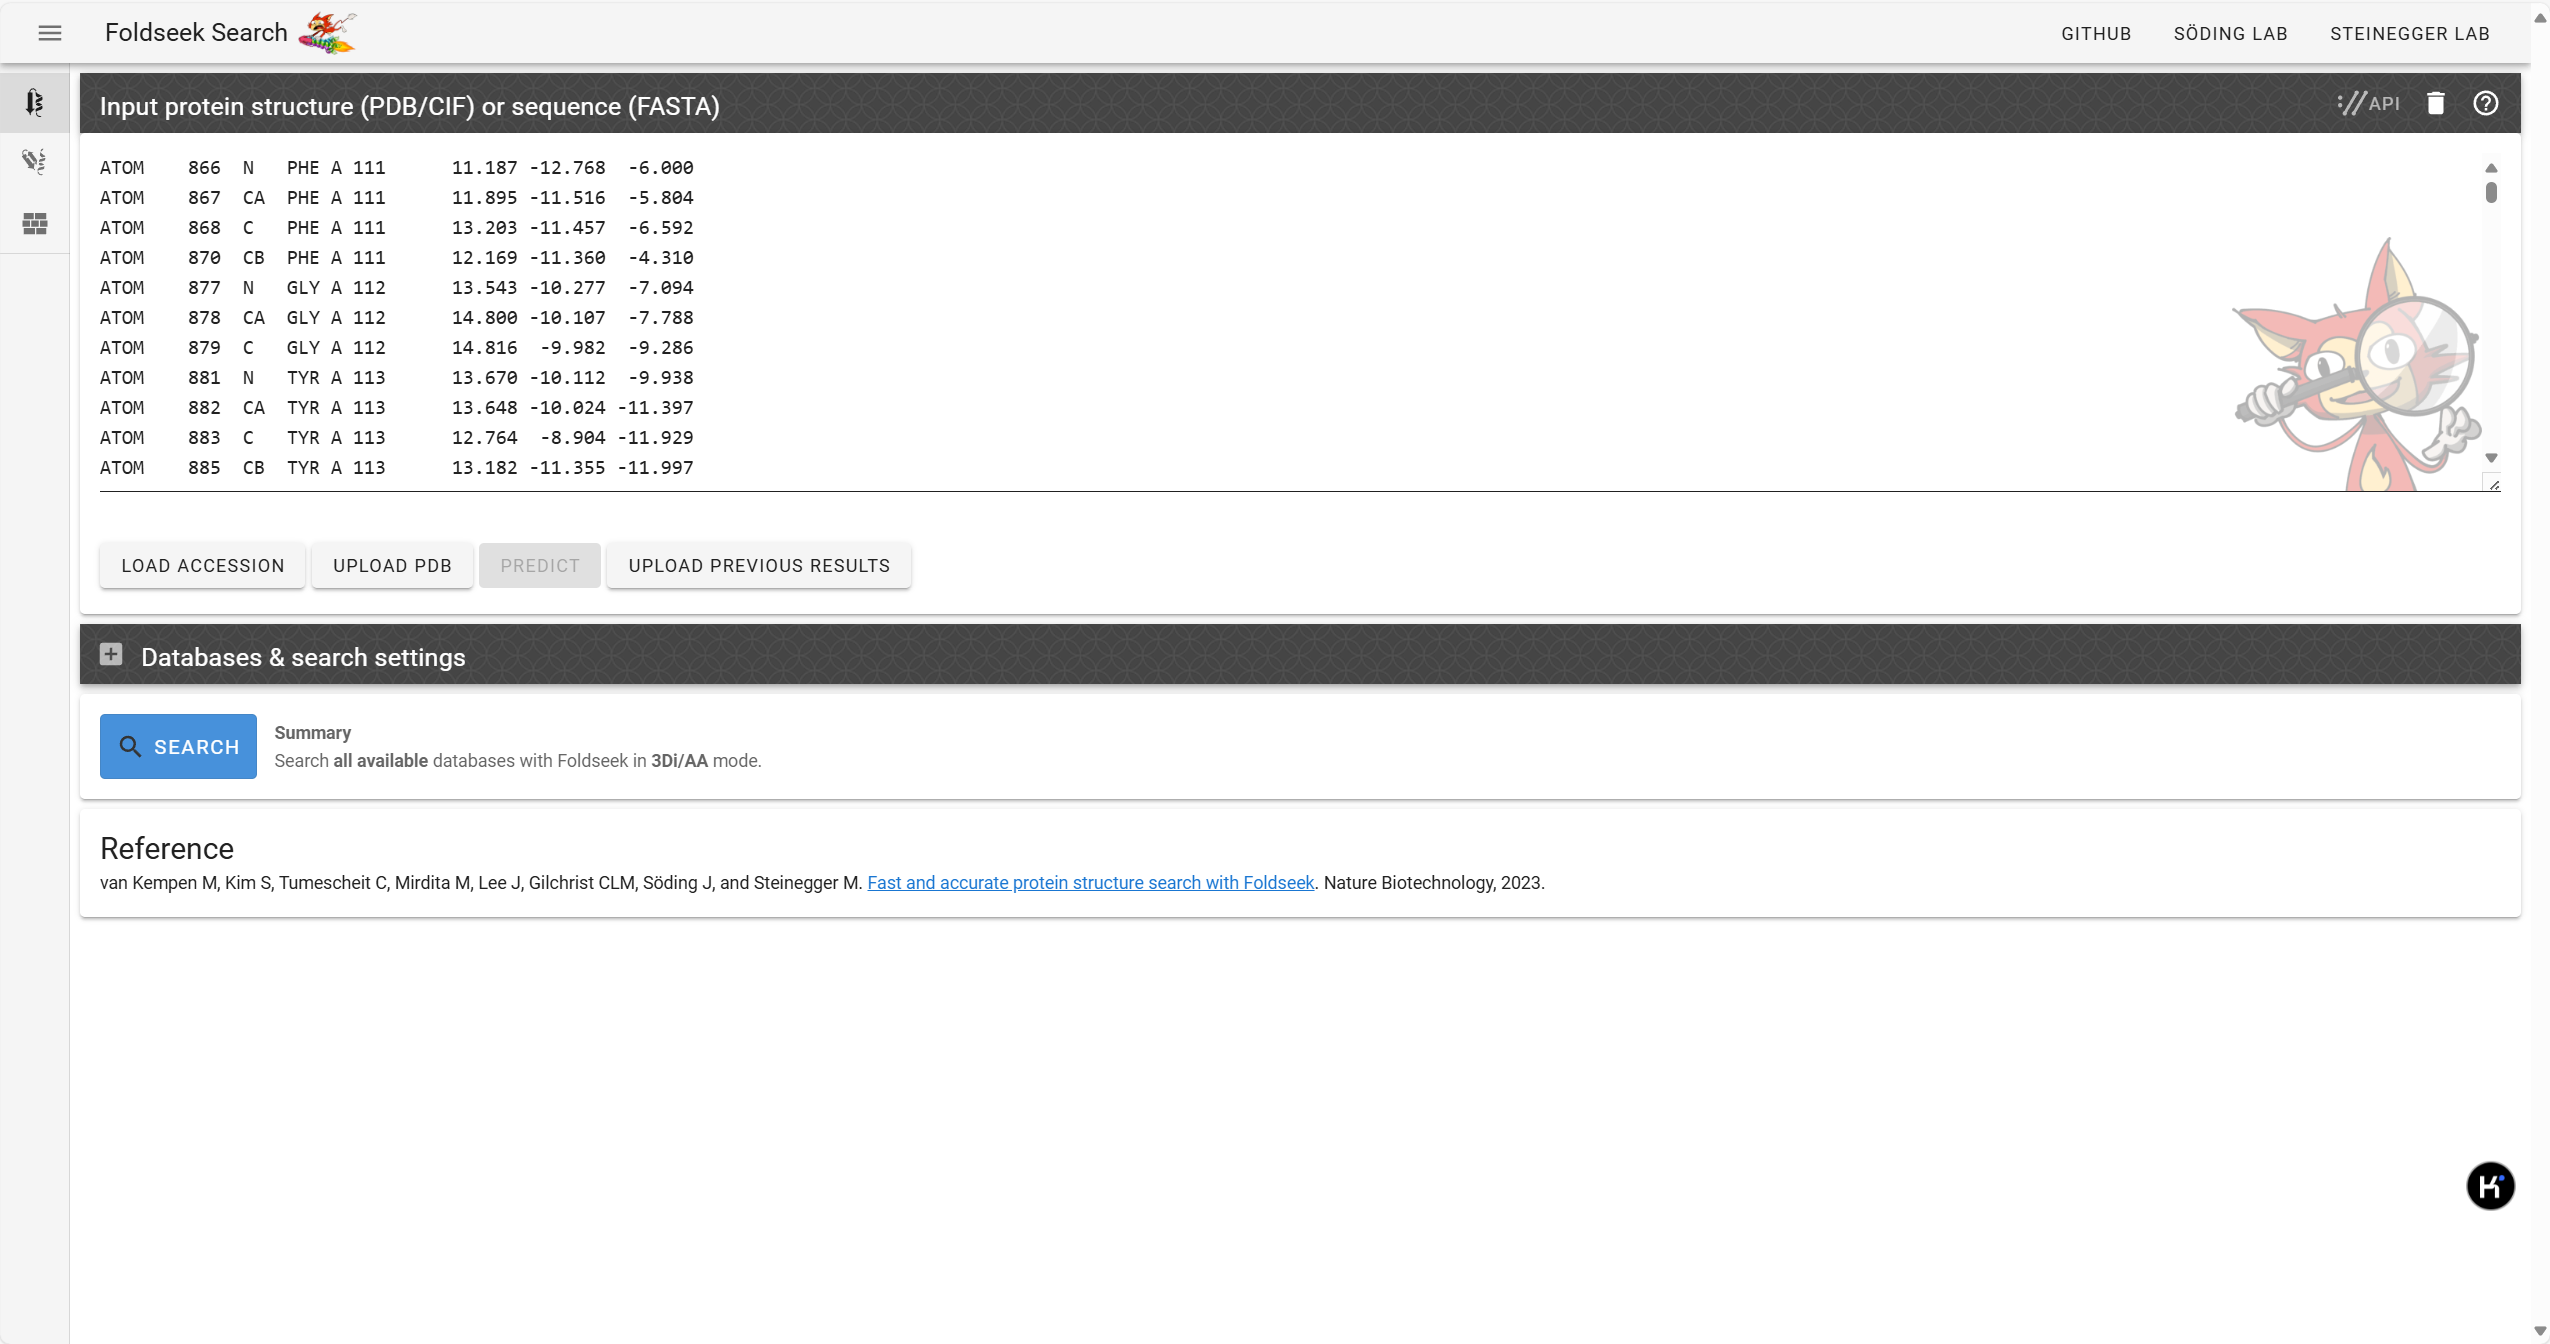 Foldseek Search
GITHUB
SÖDING LAB
STEINEGGER LAB
Input protein structure (PDB/CIF) or sequence (FASTA)
API
ATOM    866  N   PHE A 111      11.187 -12.768  -6.000
ATOM    867  CA  PHE A 111      11.895 -11.516  -5.804
ATOM    868  C   PHE A 111      13.203 -11.457  -6.592
ATOM    870  CB  PHE A 111      12.169 -11.360  -4.310
ATOM    877  N   GLY A 112      13.543 -10.277  -7.094
ATOM    878  CA  GLY A 112      14.800 -10.107  -7.788
ATOM    879  C   GLY A 112      14.816  -9.982  -9.286
ATOM    881  N   TYR A 113      13.670 -10.112  -9.938
ATOM    882  CA  TYR A 113      13.648 -10.024 -11.397
ATOM    883  C   TYR A 113      12.764  -8.904 -11.929
ATOM    885  CB  TYR A 113      13.182 -11.355 -11.997
LOAD ACCESSION
UPLOAD PDB
PREDICT
UPLOAD PREVIOUS RESULTS
Databases & search settings
SEARCH
Summary
Search all available databases with Foldseek in 3Di/AA mode.
Reference
van Kempen M, Kim S, Tumescheit C, Mirdita M, Lee J, Gilchrist CLM, Söding J, and Steinegger M. Fast and accurate protein structure search with Foldseek. Nature Biotechnology, 2023.
K